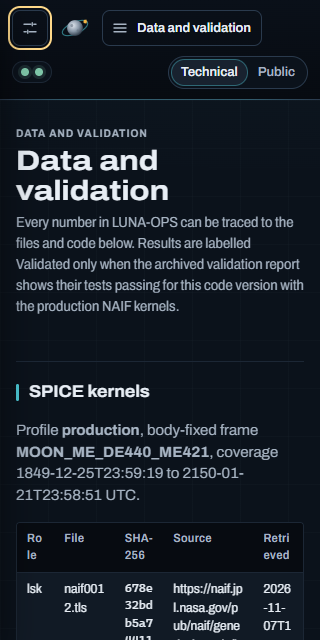 Data and validation
Technical Public
DATA AND VALIDATION
Data and
validation
Every number in LUNA-OPS can be traced to the
files and code below. Results are labelled
Validated only when the archived validation report
shows their tests passing for this code version with
the production NAIF kernels.
SPICE kernels
Profile production, body-fixed frame
MOON_ME_DE440_ME421, coverage
1849-12-25T23:59:19 to 2150-01-
21T23:58:51 UTC.
Ro File SHA- Source Retri
le 256 eved
lsk naif001 678e https://naif.jp 2026
2.tls 32bd l.nasa.gov/p -11-
b5a7 ub/naif/gene 07T1